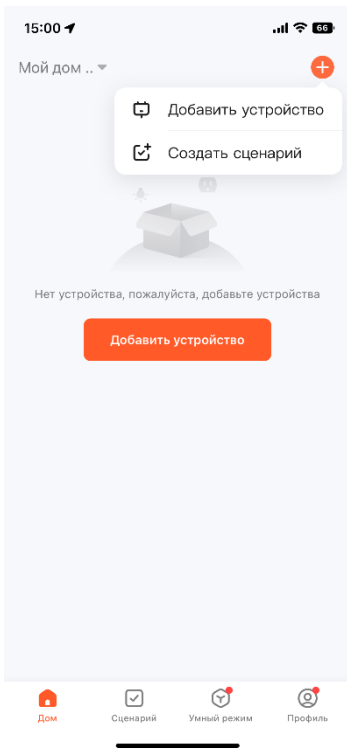 15:00
66
Мой дом ..
Добавить устройство
Создать сценарий
Нет устройства, пожалуйста, добавьте устройства
Добавить устройство
Дом
Сценарий
Умный режим
Профиль